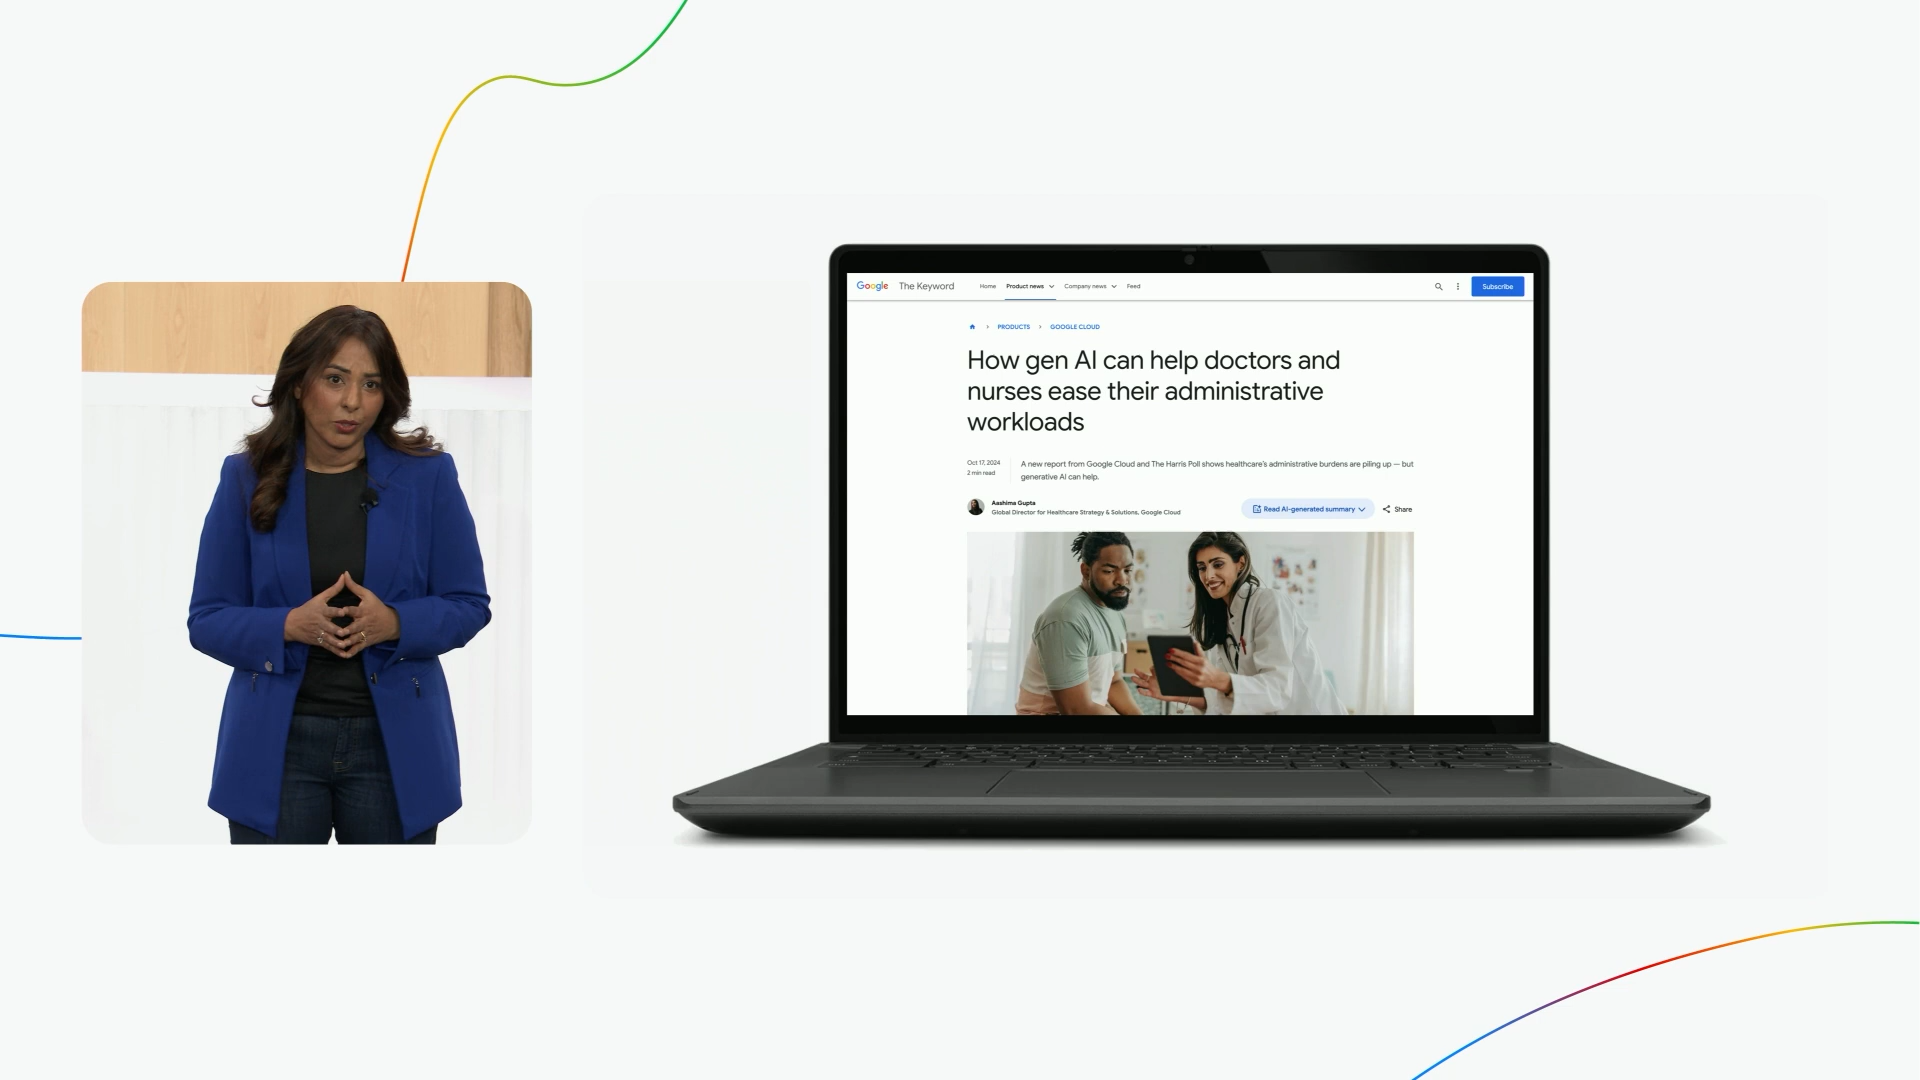 Google The Keyword Home Product news Company news Feed Subscribe
PRODUCTS GOOGLE CLOUD
How gen AI can help doctors and
nurses ease their administrative
workloads
Oct 17, 2024
2 min read
A new report from Google Cloud and The Harris Poll shows healthcare's administrative burdens are piling up — but
generative AI can help.
Aashima Gupta
Global Director for Healthcare Strategy & Solutions, Google Cloud
Read AI-generated summary
Share